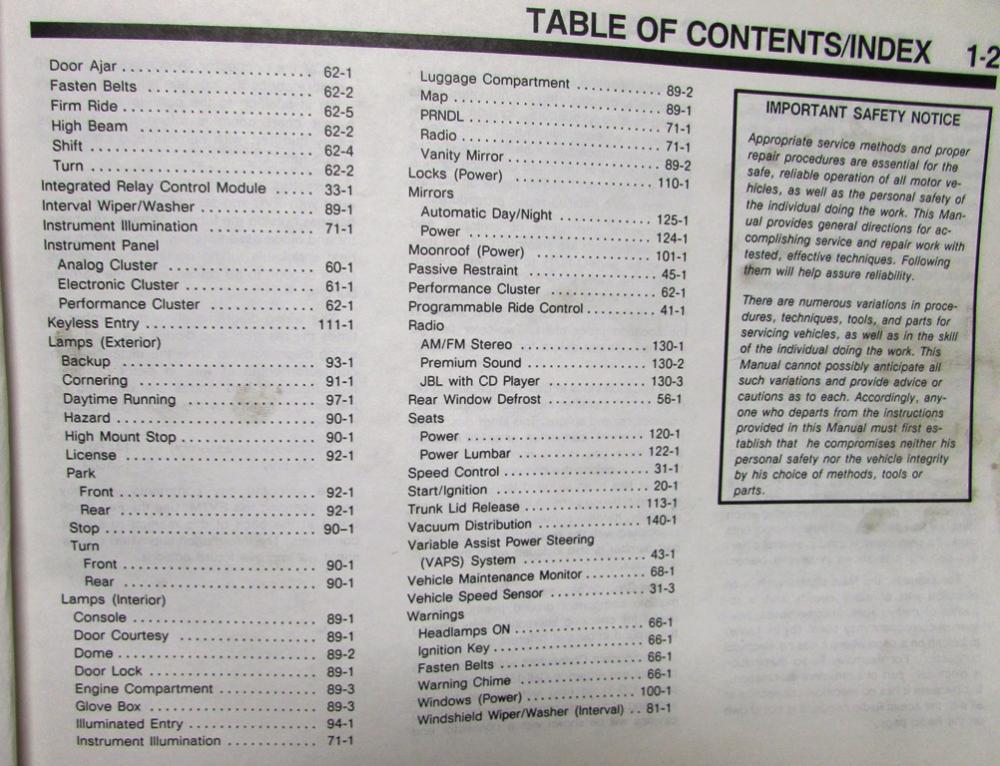 TABLE OF CONTENTS/INDEX 1-2
Door Ajar ........................ 62-1
Fasten Belts ..................... 62-2
Firm Ride ........................ 62-5
High Beam ........................ 62-2
Shift ............................ 62-4
Turn ............................. 62-2
Integrated Relay Control Module ..... 33-1
Interval Wiper/Washer ............... 89-1
Instrument Illumination ............. 71-1
Instrument Panel
Analog Cluster ................... 60-1
Electronic Cluster ............... 61-1
Performance Cluster .............. 62-1
Keyless Entry ...................... 111-1
Lamps (Exterior)
Backup ........................... 93-1
Cornering ........................ 91-1
Daytime Running .................. 97-1
Hazard ........................... 90-1
High Mount Stop .................. 90-1
License .......................... 92-1
Park
Front ............................ 92-1
Rear ............................. 92-1
Stop ............................. 90-1
Turn
Front ............................ 90-1
Rear ............................. 90-1
Lamps (Interior)
Console .......................... 89-1
Door Courtesy .................... 89-1
Dome ............................. 89-2
Door Lock ........................ 89-1
Engine Compartment ............... 89-3
Glove Box ........................ 89-3
Illuminated Entry ................ 94-1
Instrument Illumination .......... 71-1
Luggage Compartment .............. 89-2
Map .............................. 89-1
PRNDL ............................ 71-1
Radio ............................ 71-1
Vanity Mirror .................... 89-2
Locks (Power) ...................... 110-1
Mirrors
Automatic Day/Night .............. 125-1
Power ............................ 124-1
Moonroof (Power) ................... 101-1
Passive Restraint .................. 45-1
Performance Cluster ................ 62-1
Programmable Ride Control .......... 41-1
Radio
AM/FM Stereo ..................... 130-1
Premium Sound .................... 130-2
JBL with CD Player ............... 130-3
Rear Window Defrost ................ 56-1
Seats
Power ............................ 120-1
Power Lumbar ..................... 122-1
Speed Control ...................... 31-1
Start/Ignition ..................... 20-1
Trunk Lid Release .................. 113-1
Vacuum Distribution ................ 140-1
Variable Assist Power Steering
(VAPS) System .................... 43-1
Vehicle Maintenance Monitor ......... 68-1
Vehicle Speed Sensor ............... 31-3
Warnings
Headlamps ON ..................... 66-1
Ignition Key ..................... 66-1
Fasten Belts ..................... 66-1
Warning Chime .................... 66-1
Windows (Power) .................... 100-1
Windshield Wiper/Washer (Interval) .. 81-1
IMPORTANT SAFETY NOTICE
Appropriate service methods and proper
repair procedures are essential for the
safe, reliable operation of all motor ve-
hicles, as well as the personal safety of
the individual doing the work. This Man-
ual provides general directions for ac-
complishing service and repair work with
tested, effective techniques. Following
them will help assure reliability.
There are numerous variations in proce-
dures, techniques, tools, and parts for
servicing vehicles, as well as in the skill
of the individual doing the work. This
Manual cannot possibly anticipate all
such variations and provide advice or
cautions as to each. Accordingly, any-
one who departs from the instructions
provided in this Manual must first es-
tablish that he compromises neither his
personal safety nor the vehicle integrity
by his choice of methods, tools or
parts.